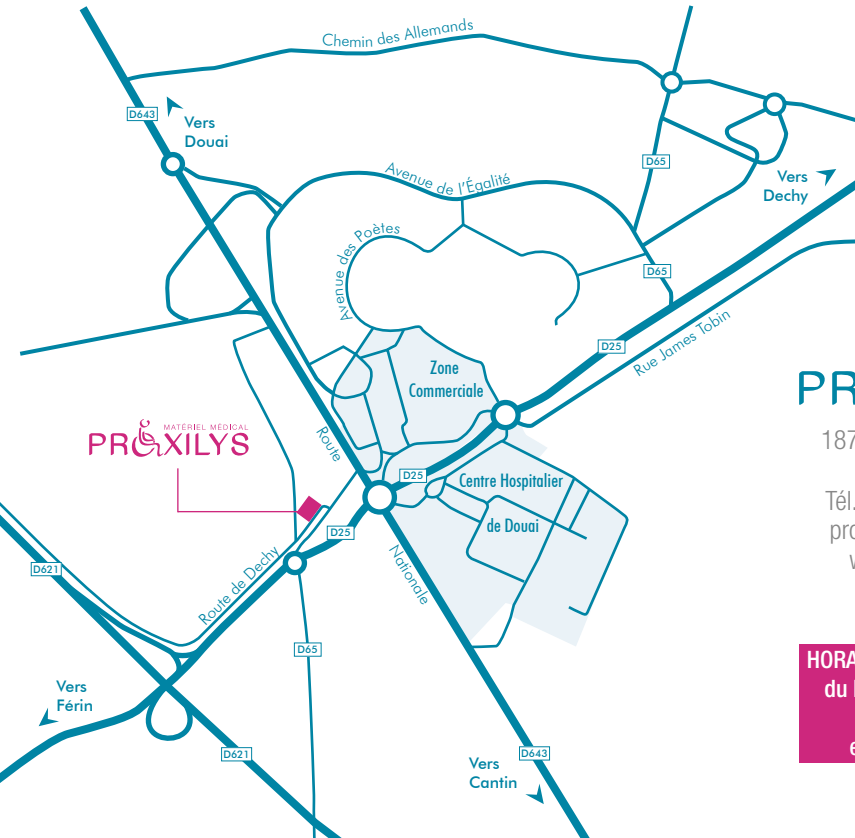 Chemin des Allemands
D643
Vers
Douai
D65
Avenue de l'Égalité
Vers
Dechy
Avenue des Poètes
D65
D25
Rue James Tobin
Zone
Commerciale
MATÉRIEL MÉDICAL
PROXILYS
Route
D25
Centre Hospitalier
de Douai
D25
Nationale
Route de Dechy
D621
D65
Vers
Férin
D621
D643
Vers
Cantin
PR
187
Tél.
HORA
du